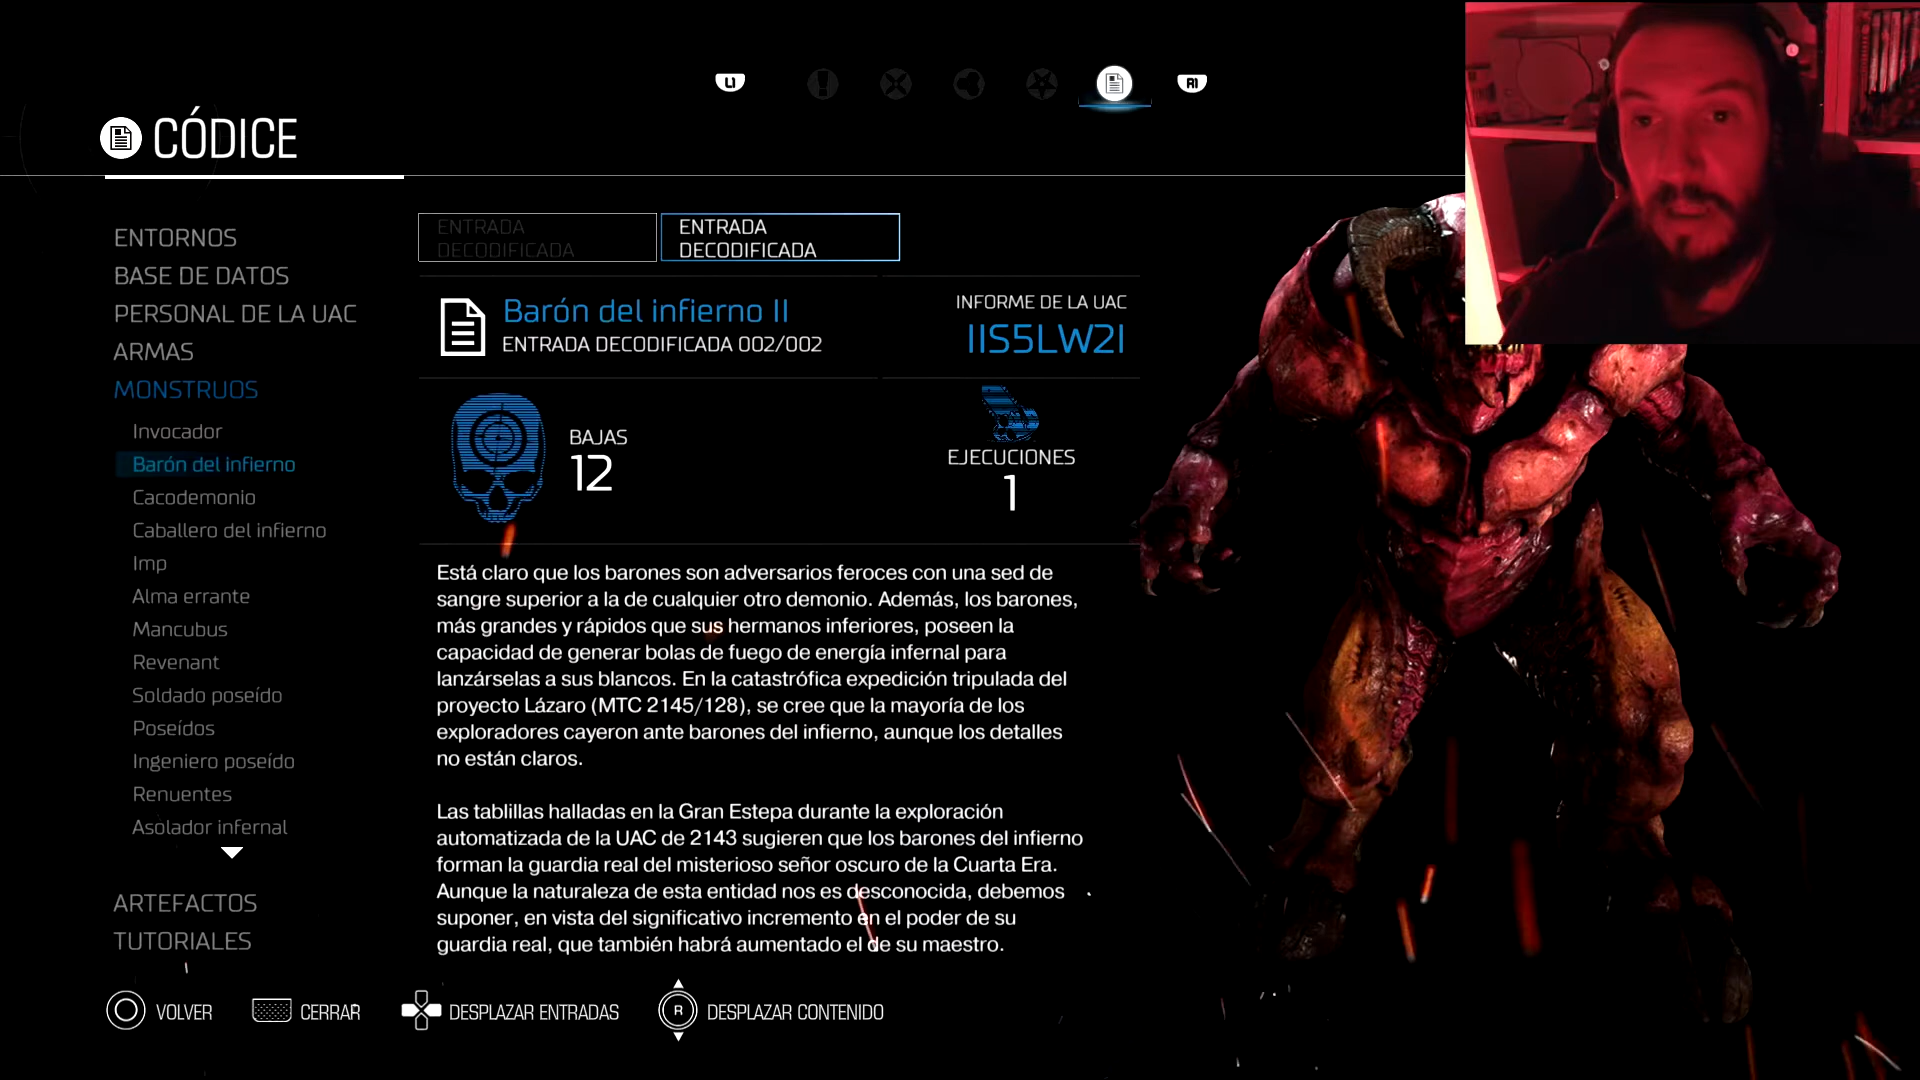 L1
R1
CÓDICE
ENTORNOS
BASE DE DATOS
PERSONAL DE LA UAC
ARMAS
MONSTRUOS
Invocador
Barón del infierno
Cacodemonio
Caballero del infierno
Imp
Alma errante
Mancubus
Revenant
Soldado poseído
Poseídos
Ingeniero poseído
Renuentes
Asolador infernal
ARTEFACTOS
TUTORIALES
ENTRADA
DECODIFICADA
ENTRADA
DECODIFICADA
Barón del infierno II
ENTRADA DECODIFICADA 002/002
INFORME DE LA UAC
IIS5LW2I
BAJAS
12
EJECUCIONES
1
Está claro que los barones son adversarios feroces con una sed de
sangre superior a la de cualquier otro demonio. Además, los barones,
más grandes y rápidos que sus hermanos inferiores, poseen la
capacidad de generar bolas de fuego de energía infernal para
lanzárselas a sus blancos. En la catastrófica expedición tripulada del
proyecto Lázaro (MTC 2145/128), se cree que la mayoría de los
exploradores cayeron ante barones del infierno, aunque los detalles
no están claros.
Las tablillas halladas en la Gran Estepa durante la exploración
automatizada de la UAC de 2143 sugieren que los barones del infierno
forman la guardia real del misterioso señor oscuro de la Cuarta Era.
Aunque la naturaleza de esta entidad nos es desconocida, debemos
suponer, en vista del significativo incremento en el poder de su
guardia real, que también habrá aumentado el de su maestro.
VOLVER
CERRAR
DESPLAZAR ENTRADAS
R
DESPLAZAR CONTENIDO